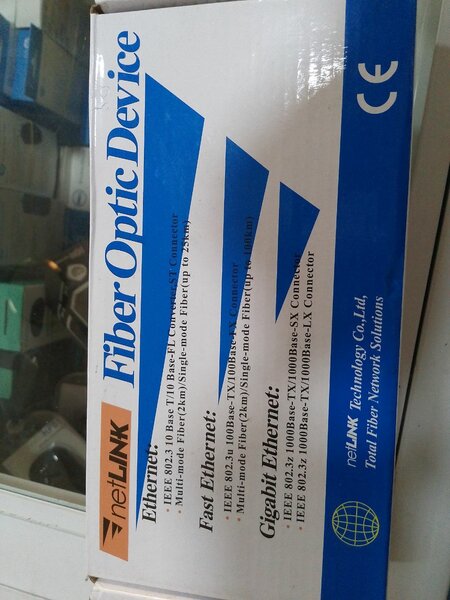 netLINK Fiber Optic Device
Ethernet:
• IEEE 802.3 10 Base T/10 Base-FL Converter,ST Connector
• Multi-mode Fiber(2km)/Single-mode Fiber(up to 25km)
Fast Ethernet:
• IEEE 802.3u 100Base-TX/100Base-FX Connector
• Multi-mode Fiber(2km)/Single-mode Fiber(up to 100km)
Gigabit Ethernet:
• IEEE 802.3z 1000Base-TX/1000Base-SX Connector
• IEEE 802.3z 1000Base-TX/1000Base-LX Connector
netLINK Technology Co.,Ltd,
Total Fiber Network Solutions
CE